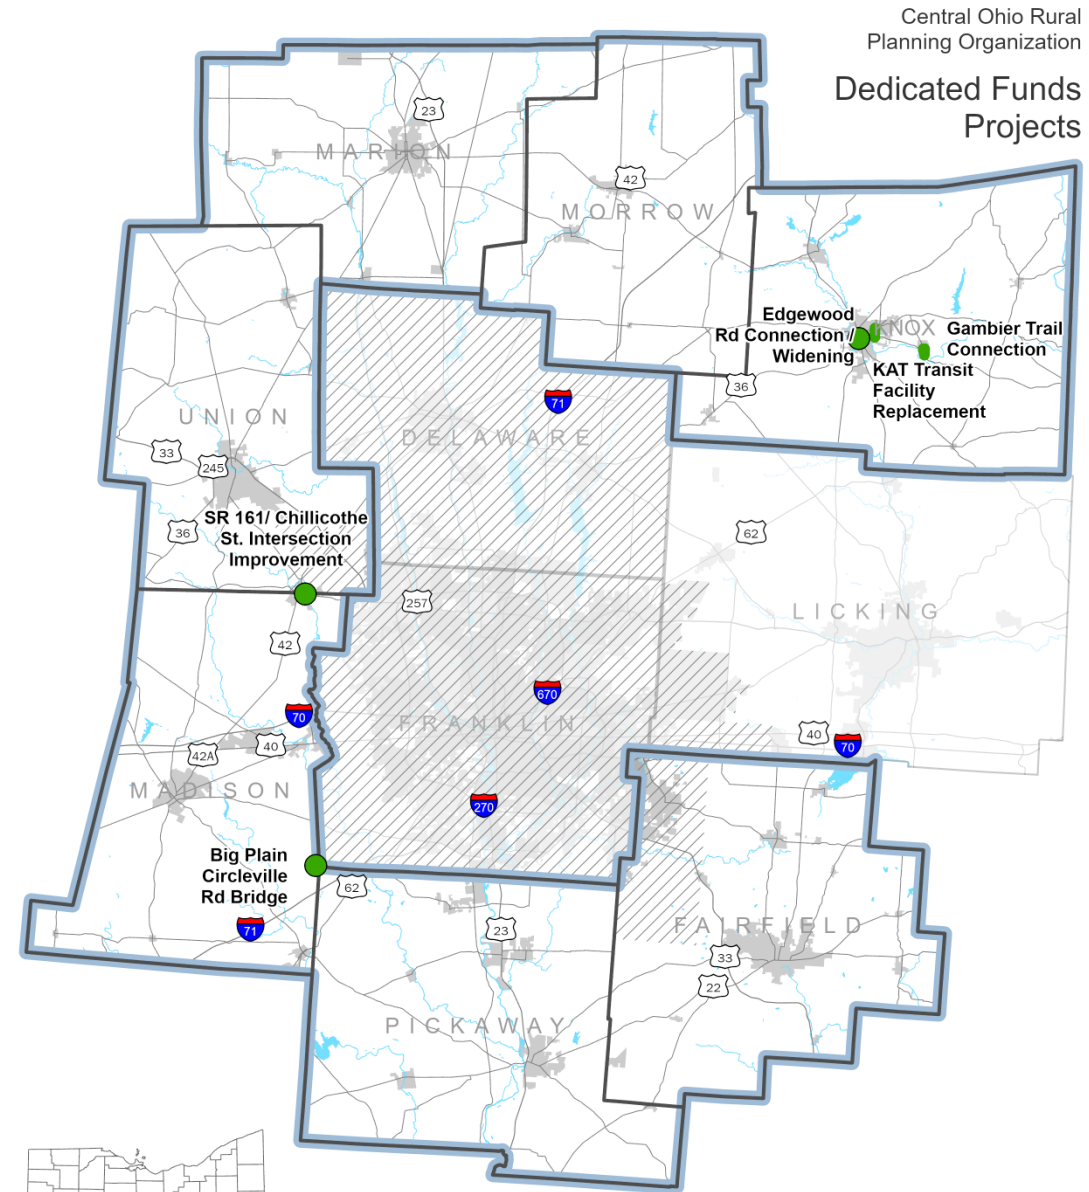 Central Ohio Rural
Planning Organization
Dedicated Funds
Projects
23
MARION
42
MORROW
Edgewood
Rd Connection /
Widening
KNOX
Gambier Trail
Connection
KAT Transit
Facility
Replacement
36
71
UNION
DELAWARE
33
245
36
SR 161/ Chillicothe
St. Intersection
Improvement
62
257
LICKING
42
670
70
FRANKLIN
40
70
42A
40
MADISON
270
Big Plain
Circleville
Rd Bridge
62
71
23
FAIRFIELD
33
22
PICKAWAY